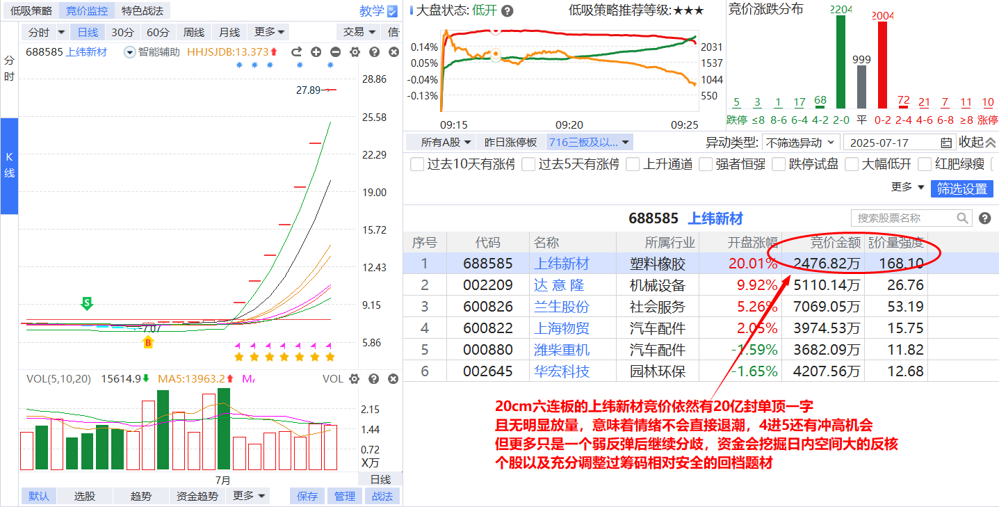 低吸策略 竞价监控 特色战法 教学
分时 日线 30分 60分 周线 月线 更多 交易 信
688585 上纬新材 智能辅助 HHJSJDB:13.373
分时
K线
28.86
27.89
25.58
22.29
19.00
15.72
12.43
9.15
5.86
S
7.07
B
VOL(5,10,20) 15614.9 MA5:13963.2 VOL
2.15
1.44
0.72
X万
7月 日线
默认 选股 趋势 资金趋势 更多 保存 管理 战法
大盘状态: 低开 低吸策略推荐等级:★★★
0.14% 2031
0.05% 1537
-0.04% 1044
-0.13% 550
09:15 09:20 09:25
竞价涨跌分布
5 3 1 17 68 2204 999 2004 72 21 7 11 10
跌停 ≤8 8-6 6-4 4-2 2-0 平 0-2 2-4 4-6 6-8 ≥8 涨停
所有A股 昨日涨停板 716三板及以... 异动类型: 不筛选异动 2025-07-17 收起
过去10天有涨停 过去5天有涨停 上升通道 强者恒强 跌停试盘 大幅低开 红肥绿瘦
更多 筛选设置
688585 上纬新材 搜索股票名称
序号 代码 名称 所属行业 开盘涨幅 竞价金额 竞价量强度
1 688585 上纬新材 塑料橡胶 20.01% 2476.82万 168.10
2 002209 达意隆 机械设备 9.92% 5110.14万 26.76
3 600826 兰生股份 社会服务 5.26% 7069.05万 53.19
4 600822 上海物贸 汽车配件 2.05% 3974.53万 15.75
5 000880 潍柴重机 汽车配件 -1.59% 3682.09万 11.82
6 002645 华宏科技 园林环保 -1.65% 4207.56万 12.68
20cm六连板的上纬新材竞价依然有20亿封单顶一字
且无明显放量，意味着情绪不会直接退潮，4进5还有冲高机会
但更多只是一个弱反弹后继续分歧，资金会挖掘日内空间大的反核
个股以及充分调整过筹码相对安全的回档题材